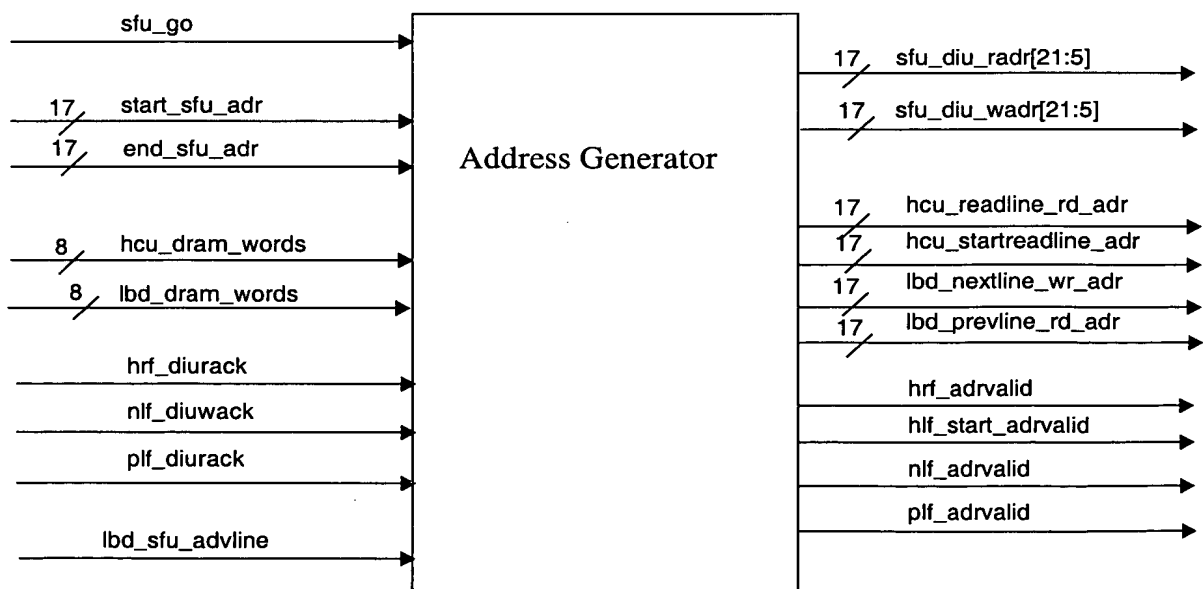 sfu_go
17 start_sfu_adr
17 end_sfu_adr
8 hcu_dram_words
8 lbd_dram_words
hrf_diurack
nlf_diuwack
plf_diurack
lbd_sfu_advline
Address Generator
17 sfu_diu_radr[21:5]
17 sfu_diu_wadr[21:5]
17 hcu_readline_rd_adr
17 hcu_startreadline_adr
17 lbd_nextline_wr_adr
17 lbd_prevline_rd_adr
hrf_adrvalid
hlf_start_adrvalid
nlf_adrvalid
plf_adrvalid